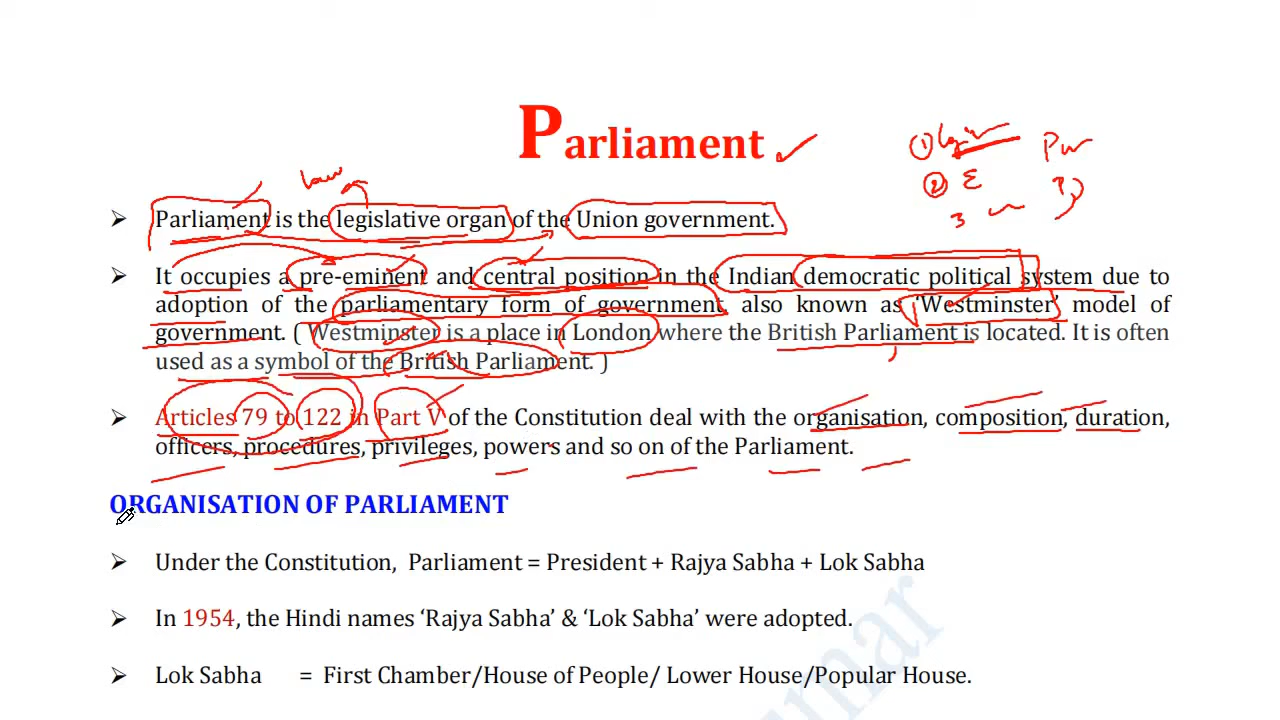 Parliament
➢ Parliament is the legislative organ of the Union government.
➢ It occupies a pre-eminent and central position in the Indian democratic political system due to
adoption of the parliamentary form of government, also known as ‘Westminster’ model of
government. ( Westminster is a place in London where the British Parliament is located. It is often
used as a symbol of the British Parliament. )
➢ Articles 79 to 122 in Part V of the Constitution deal with the organisation, composition, duration,
officers, procedures, privileges, powers and so on of the Parliament.
ORGANISATION OF PARLIAMENT
➢ Under the Constitution, Parliament = President + Rajya Sabha + Lok Sabha
➢ In 1954, the Hindi names ‘Rajya Sabha’ & ‘Lok Sabha’ were adopted.
➢ Lok Sabha = First Chamber/House of People/ Lower House/Popular House.